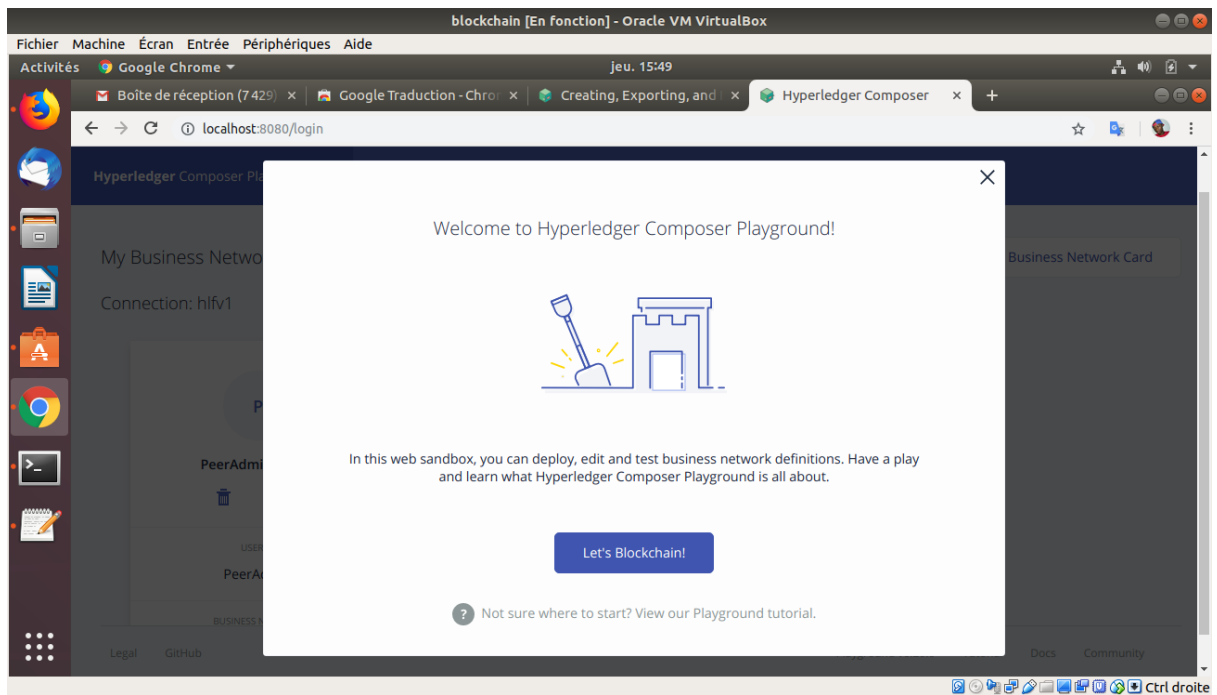 blockchain [En fonction] - Oracle VM VirtualBox
Fichier Machine Écran Entrée Périphériques Aide
Activités Google Chrome ▾ jeu. 15:49
Boîte de réception (7 429) × Google Traduction - Chro × Creating, Exporting, and × Hyperledger Composer × +
localhost:8080/login
Hyperledger Composer
Welcome to Hyperledger Composer Playground!
My Business Business Network Card
Connection: hlfv1
P
In this web sandbox, you can deploy, edit and test business network definitions. Have a play
PeerAdmi
and learn what Hyperledger Composer Playground is all about.
Let's Blockchain!
USER
PeerA
BUSINESS
? Not sure where to start? View our Playground tutorial.
Legal GitHub Docs Community
Ctrl droite